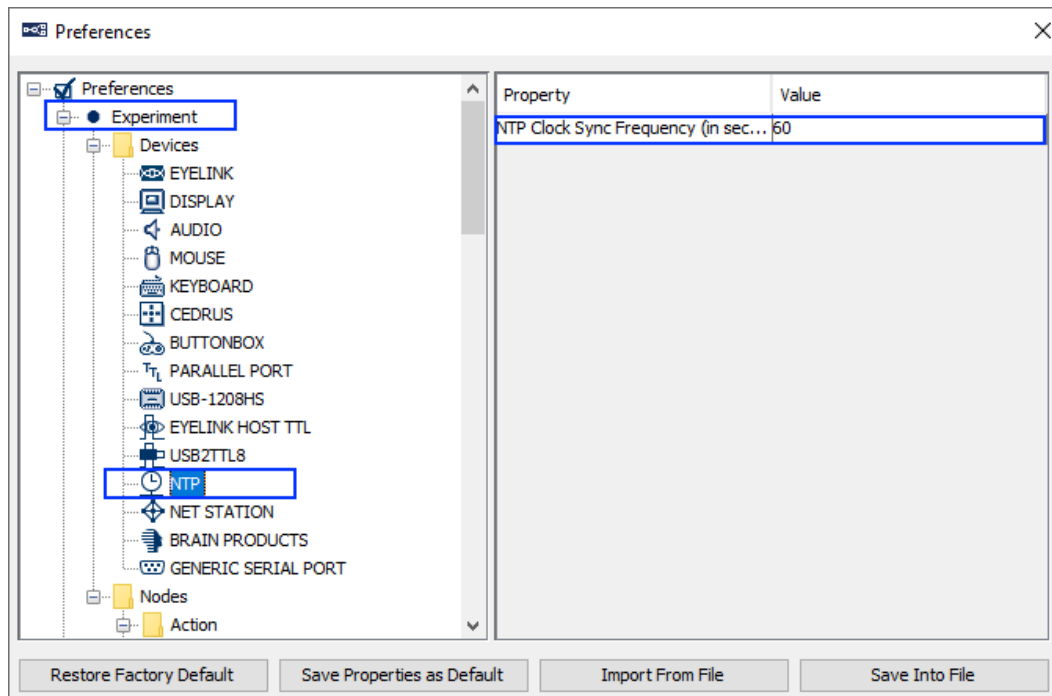 Preferences
Preferences
Experiment
Devices
EYELINK
DISPLAY
AUDIO
MOUSE
KEYBOARD
CEDRUS
BUTTONBOX
TTL PARALLEL PORT
USB-1208HS
EYELINK HOST TTL
USB2TTL8
NTP
NET STATION
BRAIN PRODUCTS
GENERIC SERIAL PORT
Nodes
Action
Property Value
NTP Clock Sync Frequency (in sec... 60
Restore Factory Default Save Properties as Default Import From File Save Into File